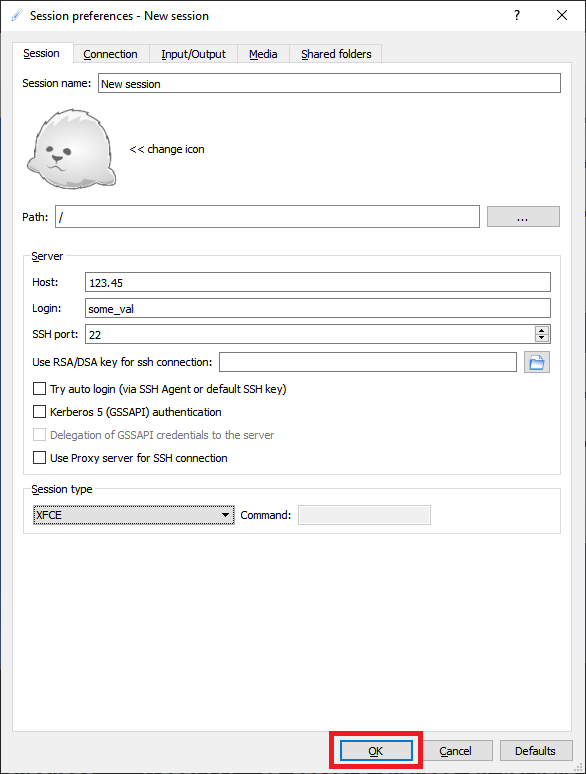 Session preferences - New session
?
Session Connection Input/Output Media Shared folders
Session name: New session
<< change icon
Path: / ...
Server
Host: 123.45
Login: some_val
SSH port: 22
Use RSA/DSA key for ssh connection:
Try auto login (via SSH Agent or default SSH key)
Kerberos 5 (GSSAPI) authentication
Delegation of GSSAPI credentials to the server
Use Proxy server for SSH connection
Session type
XFCE Command:
OK Cancel Defaults